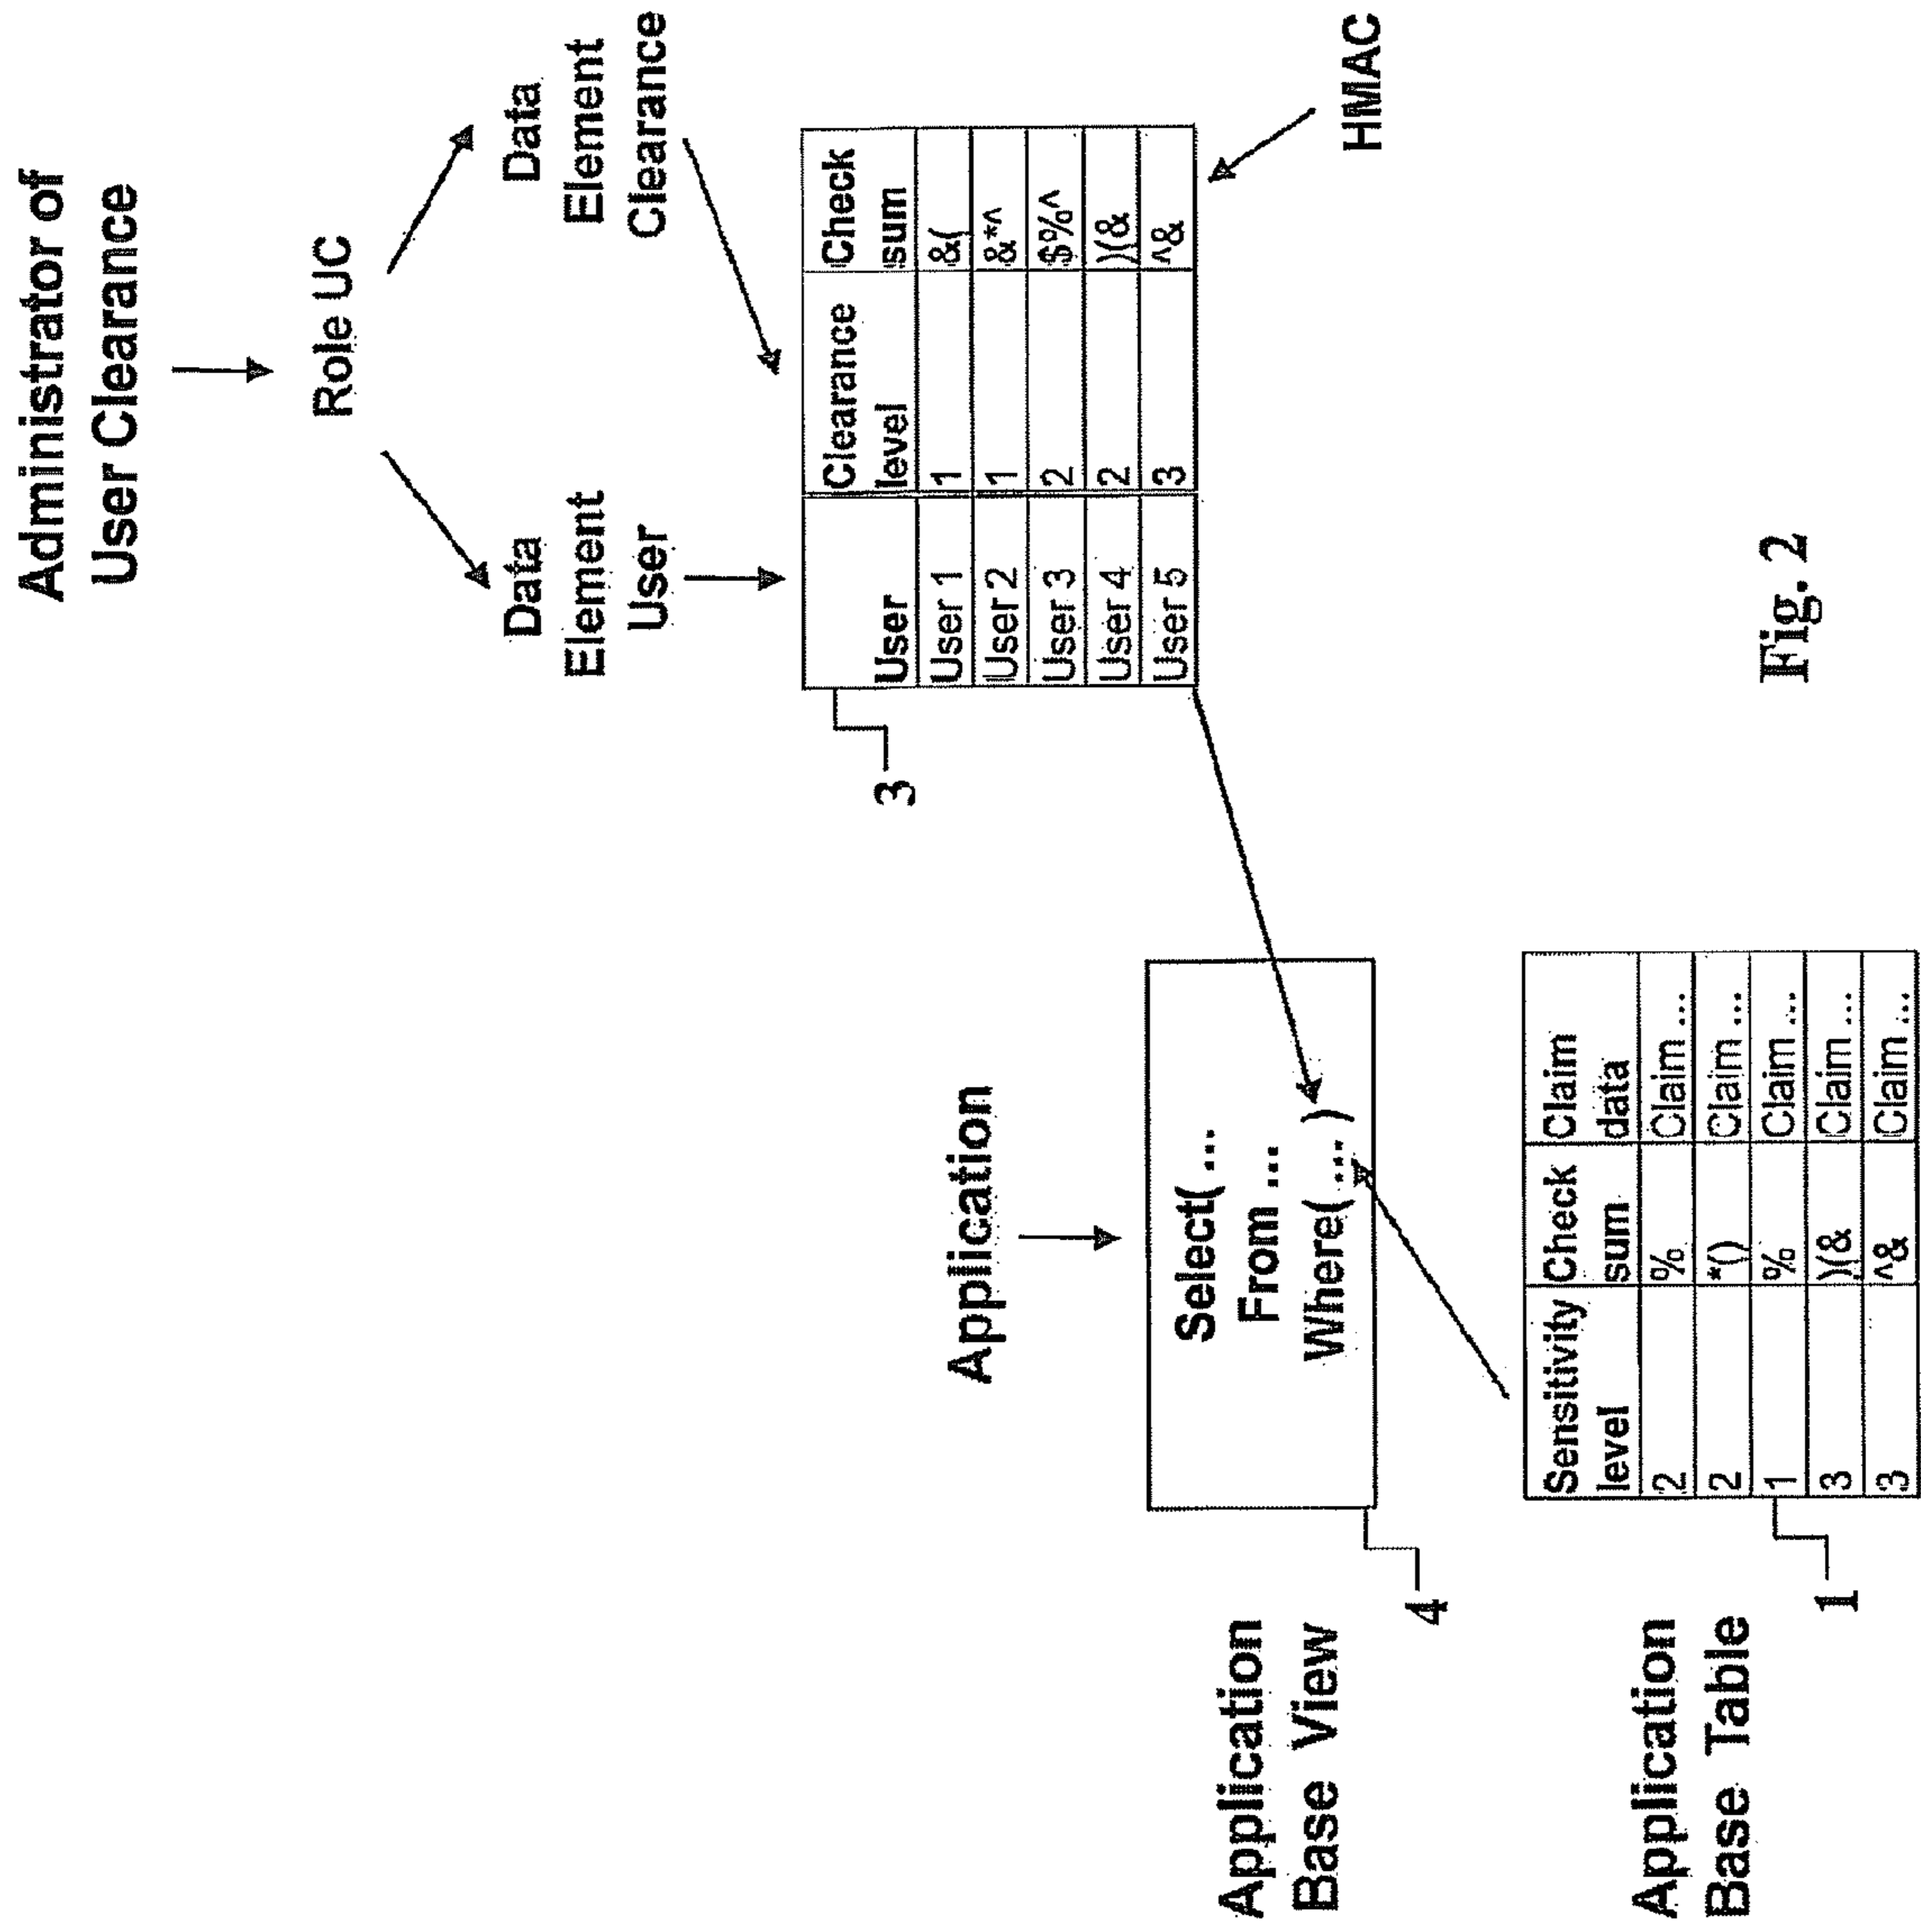 Administrator of
User Clearance
Role UC
Data
Element
User
Data
Element
Clearance
3
User Clearance level Check sum
User 1 1 &(
User 2 1 &*^
User 3 2 $%^
User 4 2 )(&
User 5 3 ^&
HMAC
Application
Application
Base View
4
Select( ...
From ...
Where( ... )
Application
Base Table
1
Sensitivity level Check sum Claim data
2 % Claim ...
2 *() Claim ...
1 % Claim ...
3 )(& Claim ...
3 ^& Claim ...
Fig. 2